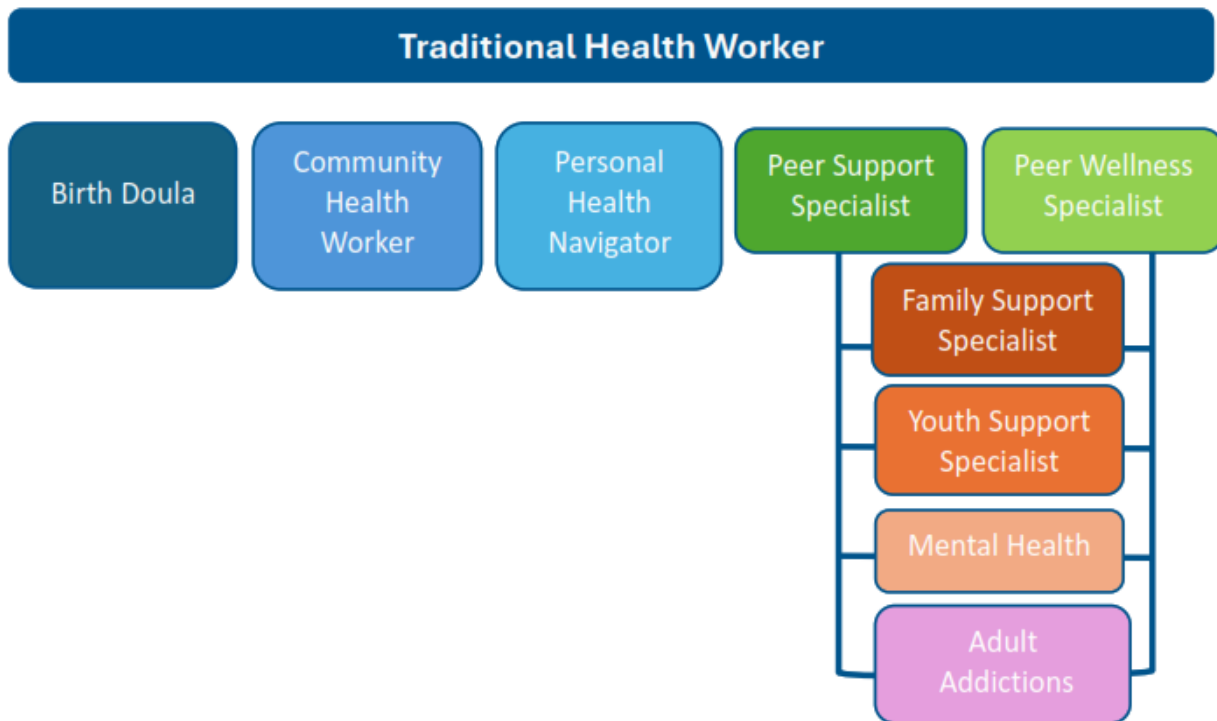 Traditional Health Worker
Birth Doula
Community
Health
Worker
Personal
Health
Navigator
Peer Support
Specialist
Peer Wellness
Specialist
Family Support
Specialist
Youth Support
Specialist
Mental Health
Adult
Addictions